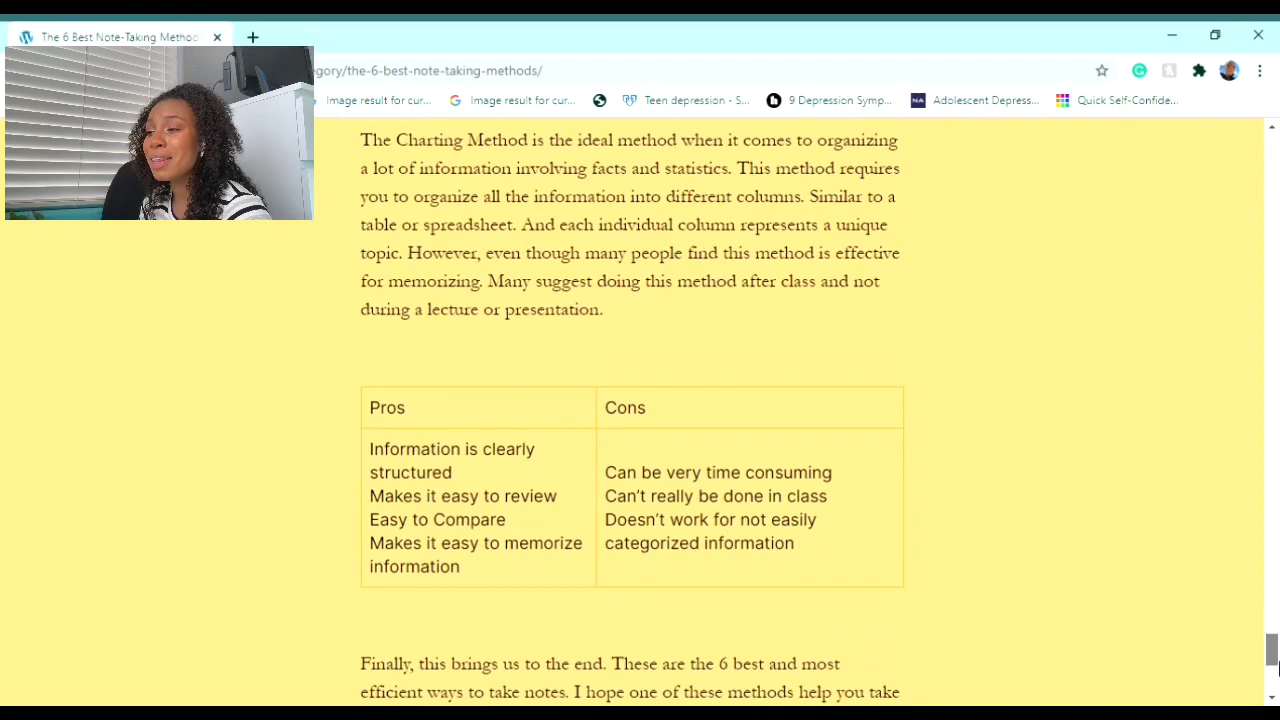 The 6 Best Note-Taking Method
gory/the-6-best-note-taking-methods/
Image result for cur...
Image result for cur...
Teen depression - S...
9 Depression Symp...
NA
Adolescent Depress...
Quick Self-Confide...
The Charting Method is the ideal method when it comes to organizing
a lot of information involving facts and statistics. This method requires
you to organize all the information into different columns. Similar to a
table or spreadsheet. And each individual column represents a unique
topic. However, even though many people find this method is effective
for memorizing. Many suggest doing this method after class and not
during a lecture or presentation.
Pros
Cons
Information is clearly
structured
Makes it easy to review
Easy to Compare
Makes it easy to memorize
information
Can be very time consuming
Can't really be done in class
Doesn't work for not easily
categorized information
Finally, this brings us to the end. These are the 6 best and most
efficient ways to take notes. I hope one of these methods help you take